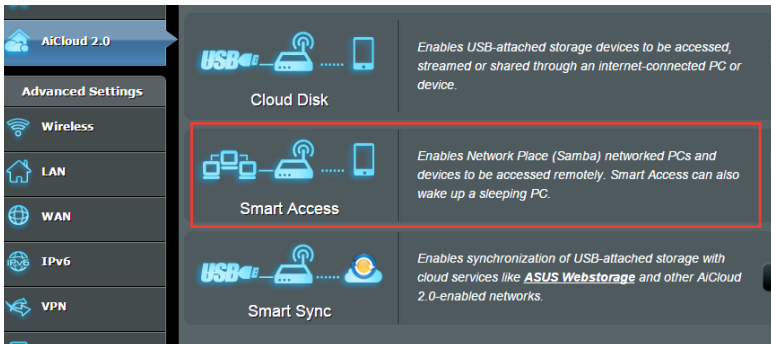 AiCloud 2.0
Advanced Settings
Wireless
LAN
WAN
IPv6
IPv6
VPN
USB
Cloud Disk
Enables USB-attached storage devices to be accessed,
streamed or shared through an internet-connected PC or
device.
Smart Access
Enables Network Place (Samba) networked PCs and
devices to be accessed remotely. Smart Access can also
wake up a sleeping PC.
USB
Smart Sync
Enables synchronization of USB-attached storage with
cloud services like ASUS Webstorage and other AiCloud
2.0-enabled networks.